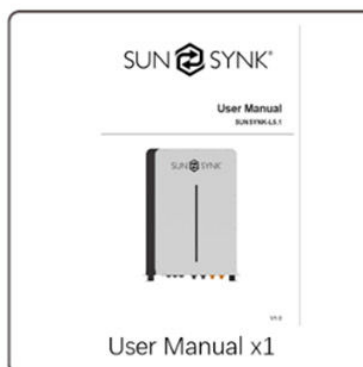 SUN SYNK®
User Manual
SUNSYNK-L5.1
SUN SYNK
V1.0
User Manual x1